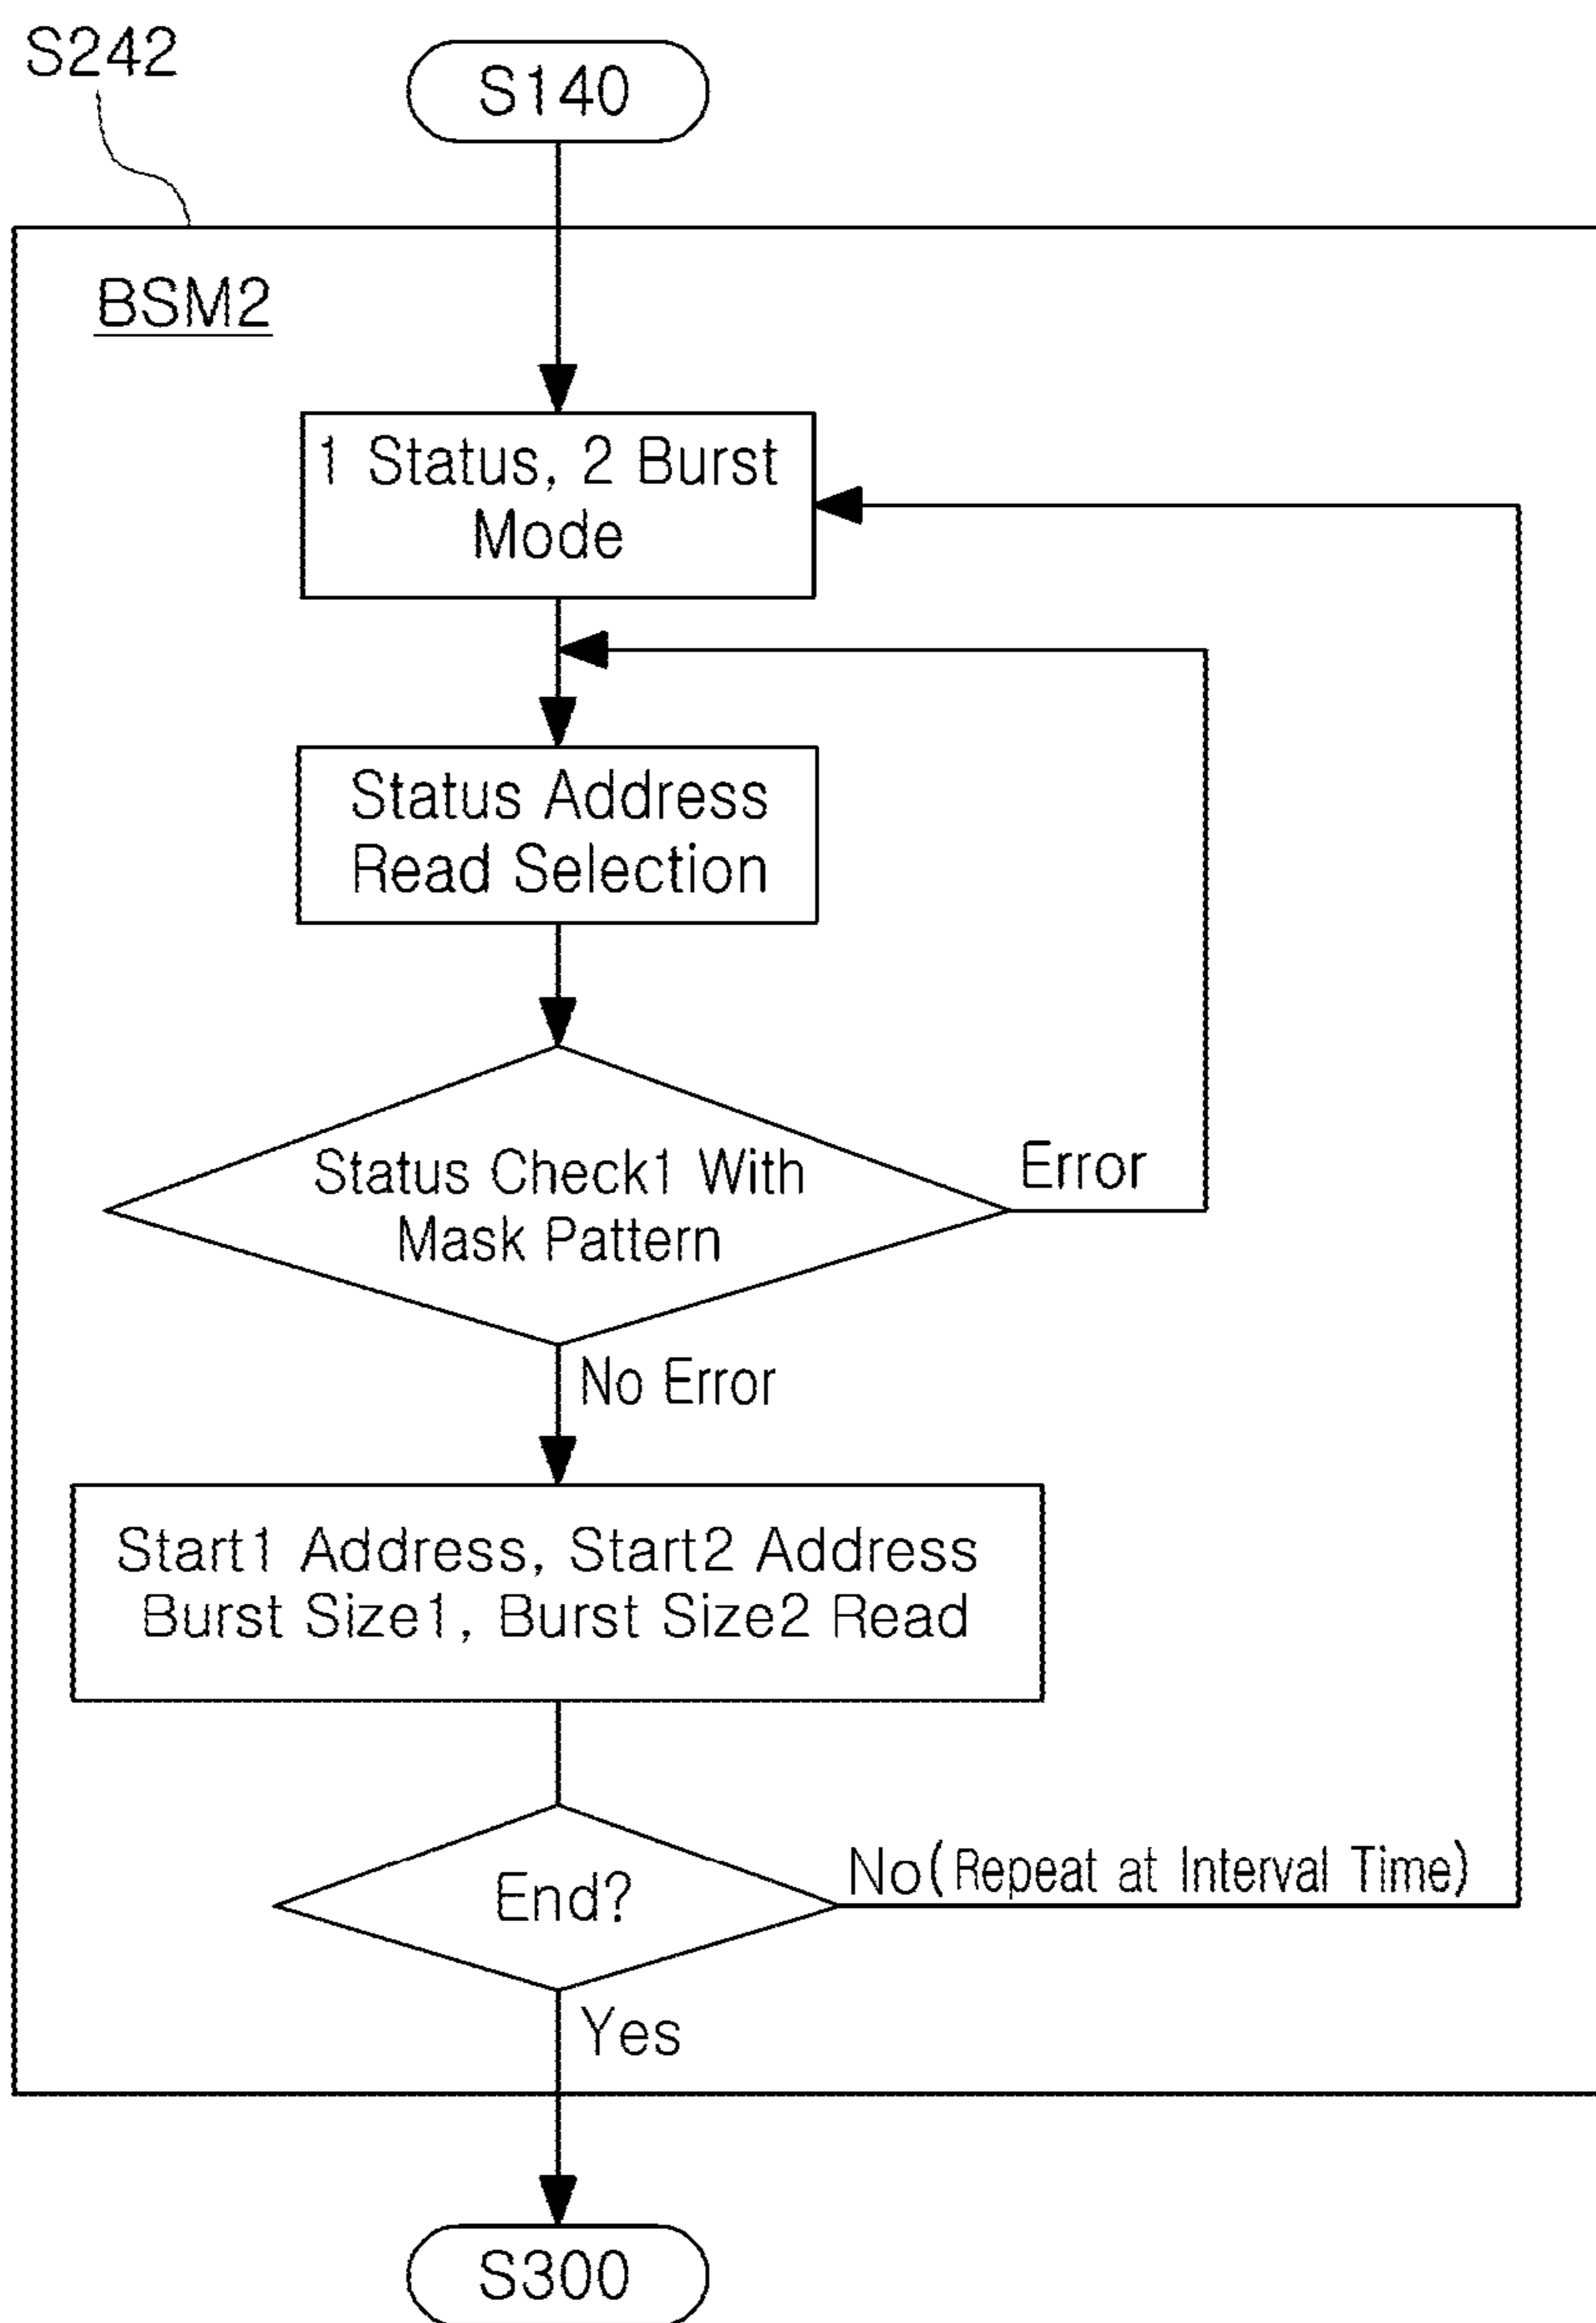 S242
S140
BSM2
1 Status, 2 Burst
Mode
Status Address
Read Selection
Status Check1 With
Mask Pattern
Error
No Error
Start1 Address, Start2 Address
Burst Size1, Burst Size2 Read
End?
No(Repeat at Interval Time)
Yes
S300